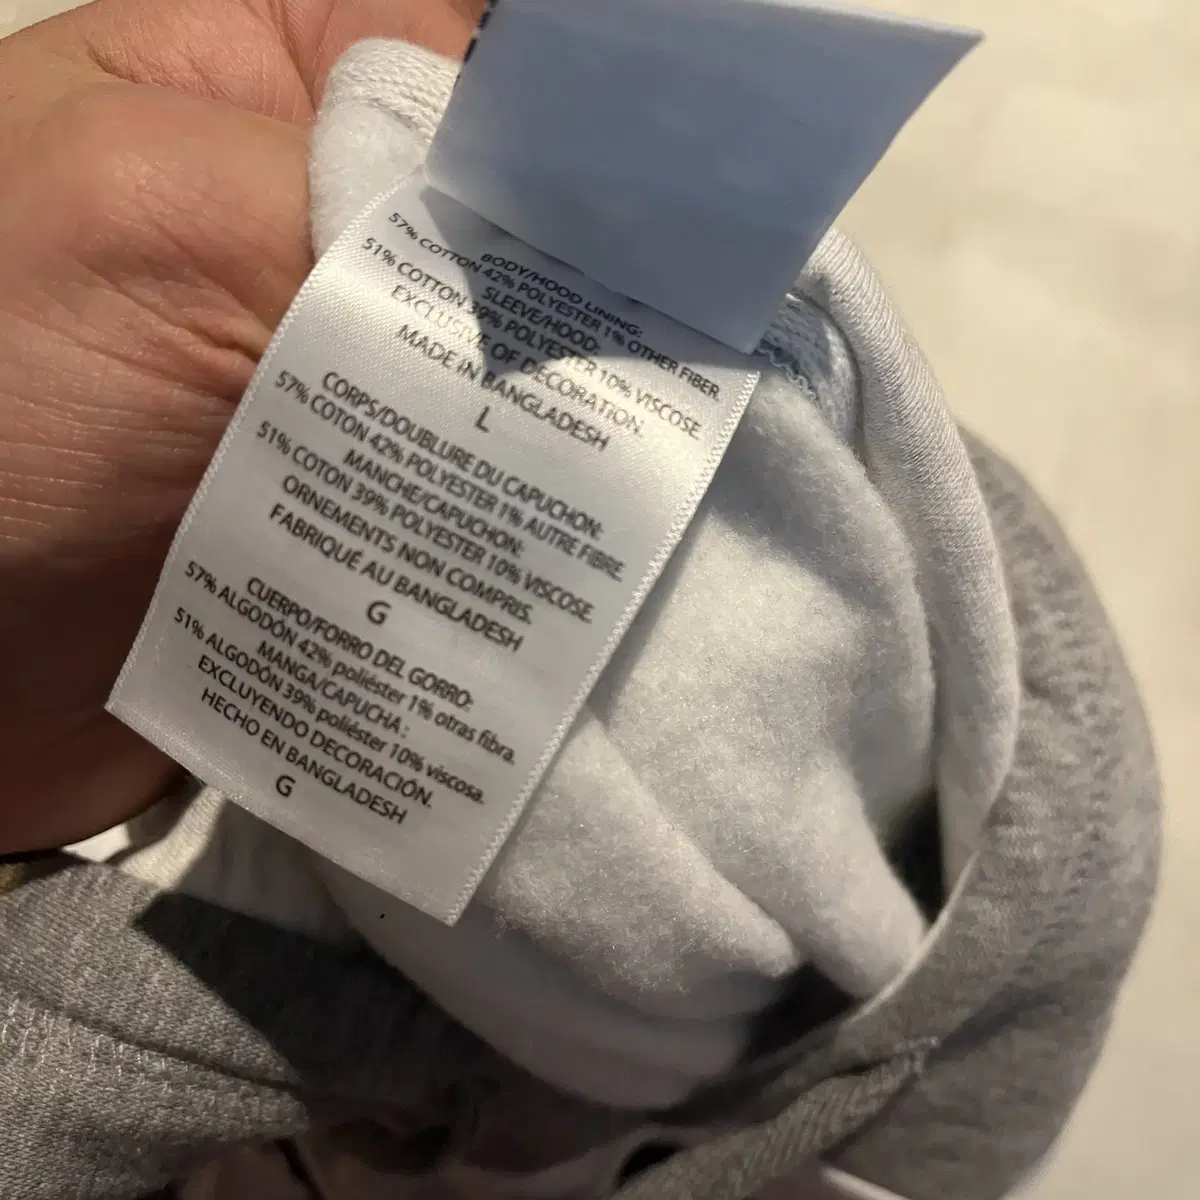 BODY/HOOD LINING:
57% COTTON 42% POLYESTER 1% OTHER FIBER.
SLEEVE/HOOD:
51% COTTON 39% POLYESTER 10% VISCOSE.
EXCLUSIVE OF DECORATION.
MADE IN BANGLADESH
L
CORPS/DOUBLURE DU CAPUCHON:
57% COTON 42% POLYESTER 1% AUTRE FIBRE.
MANCHE/CAPUCHON:
51% COTON 39% POLYESTER 10% VISCOSE.
ORNEMENTS NON COMPRIS.
FABRIQUÉ AU BANGLADESH
G
CUERPO/FORRO DEL GORRO:
57% ALGODÓN 42% poliéster 1% otras fibra.
MANGA/CAPUCHA :
51% ALGODÓN 39% poliéster 10% viscosa.
EXCLUYENDO DECORACIÓN.
HECHO EN BANGLADESH
G